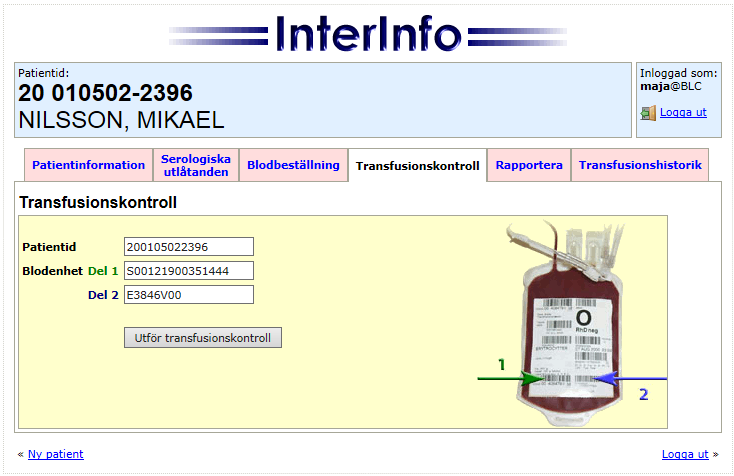 InterInfo
Patientid:
20 010502-2396
NILSSON, MIKAEL
Inloggad som:
maja@BLC
Logga ut
Patientinformation
Serologiska
utlåtanden
Blodbeställning
Transfusionskontroll
Rapportera
Transfusionshistorik
Transfusionskontroll
Patientid 200105022396
Blodenhet Del 1 S00121900351444
Del 2 E3846V00
Utför transfusionskontroll
O
RhD neg
ERYTROCYTER
1
2
« Ny patient
Logga ut »